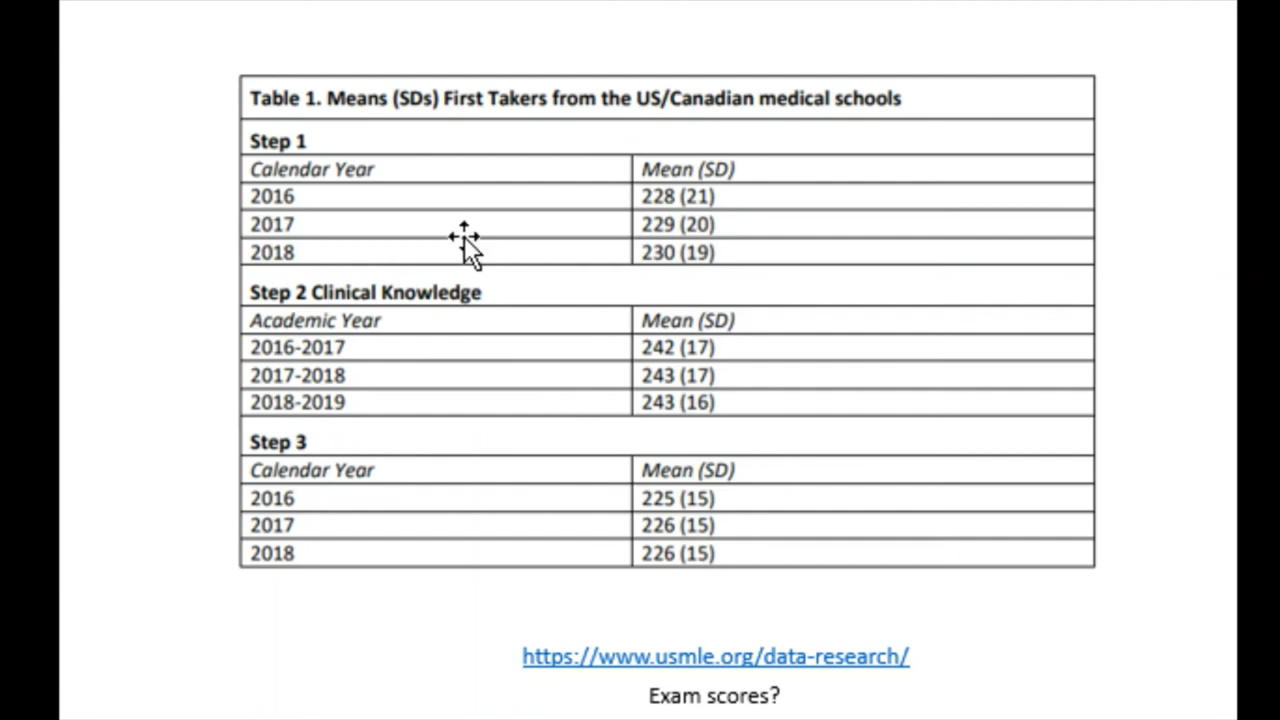 Table 1. Means (SDs) First Takers from the US/Canadian medical schools
Step 1
Calendar Year Mean (SD)
2016 228 (21)
2017 229 (20)
2018 230 (19)
Step 2 Clinical Knowledge
Academic Year Mean (SD)
2016-2017 242 (17)
2017-2018 243 (17)
2018-2019 243 (16)
Step 3
Calendar Year Mean (SD)
2016 225 (15)
2017 226 (15)
2018 226 (15)
https://www.usmle.org/data-research/
Exam scores?